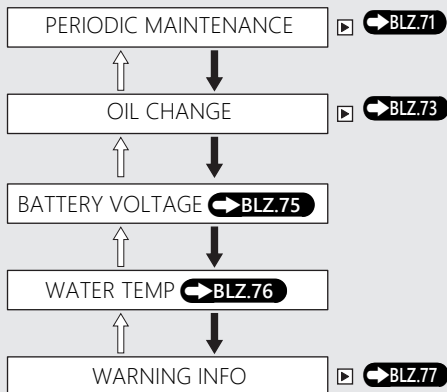 PERIODIC MAINTENANCE BLZ.71
OIL CHANGE BLZ.73
BATTERY VOLTAGE BLZ.75
WATER TEMP BLZ.76
WARNING INFO BLZ.77